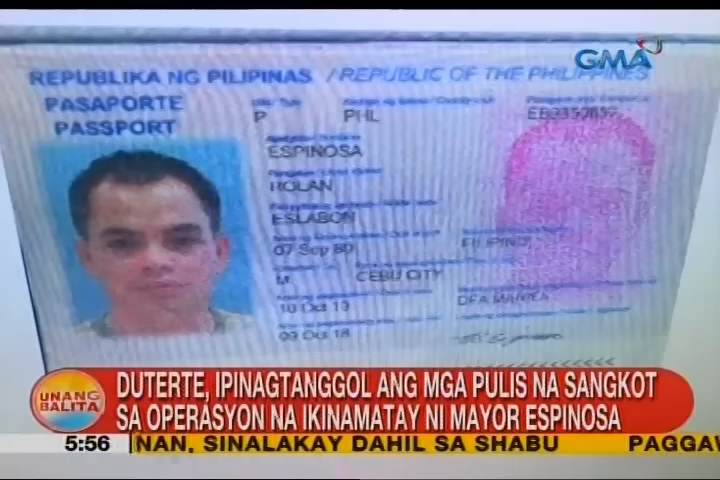 GMA
REPUBLIKA NG PILIPINAS / REPUBLIC OF THE PHILIPPINES
PASAPORTE
PASSPORT
P PHL
ESPINOSA
ROLAN
ESLABON
07 Sep 80 FILIPINO
M CEBU CITY
10 Oct 13 DFA MANILA
09 Oct 18
UNANG BALITA
DUTERTE, IPINAGTANGGOL ANG MGA PULIS NA SANGKOT
SA OPERASYON NA IKINAMATAY NI MAYOR ESPINOSA
5:56 NAN, SINALAKAY DAHIL SA SHABU PAGGAW